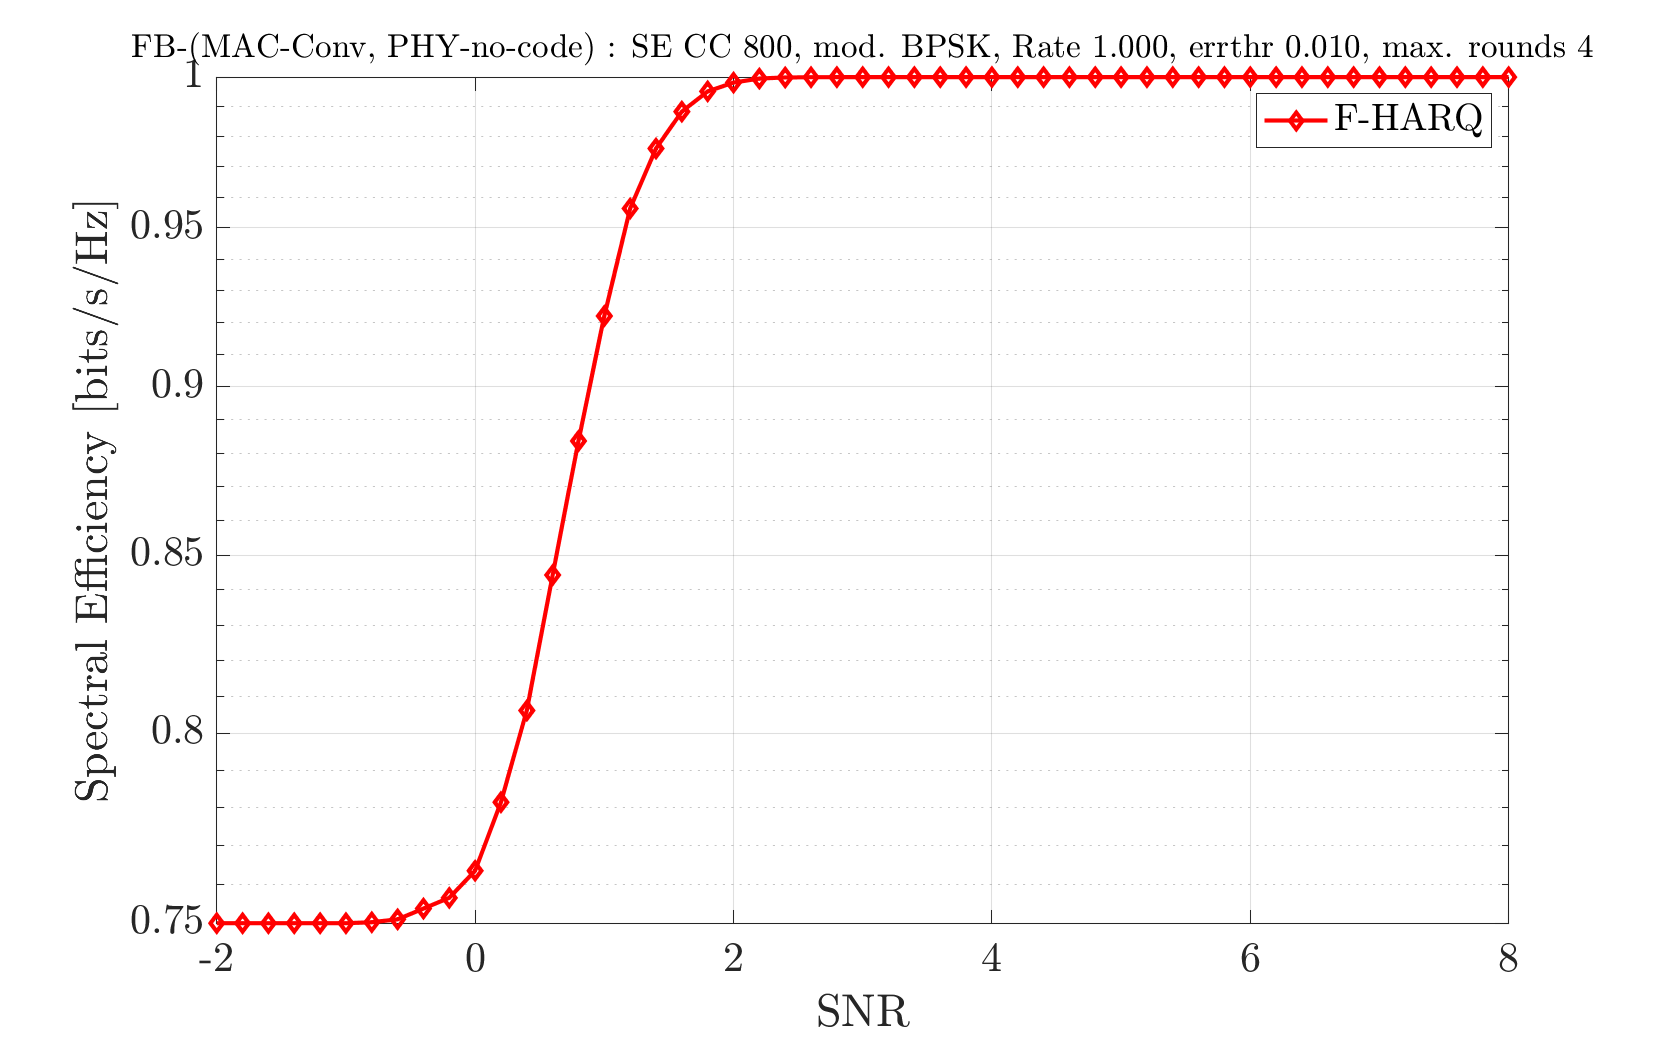 FB-(MAC-Conv, PHY-no-code) : SE CC 800, mod. BPSK, Rate 1.000, errthr 0.010, max. rounds 4
1
F-HARQ
0.95
0.9
0.85
0.8
0.75
Spectral Efficiency [bits/s/Hz]
-2 0 2 4 6 8
SNR